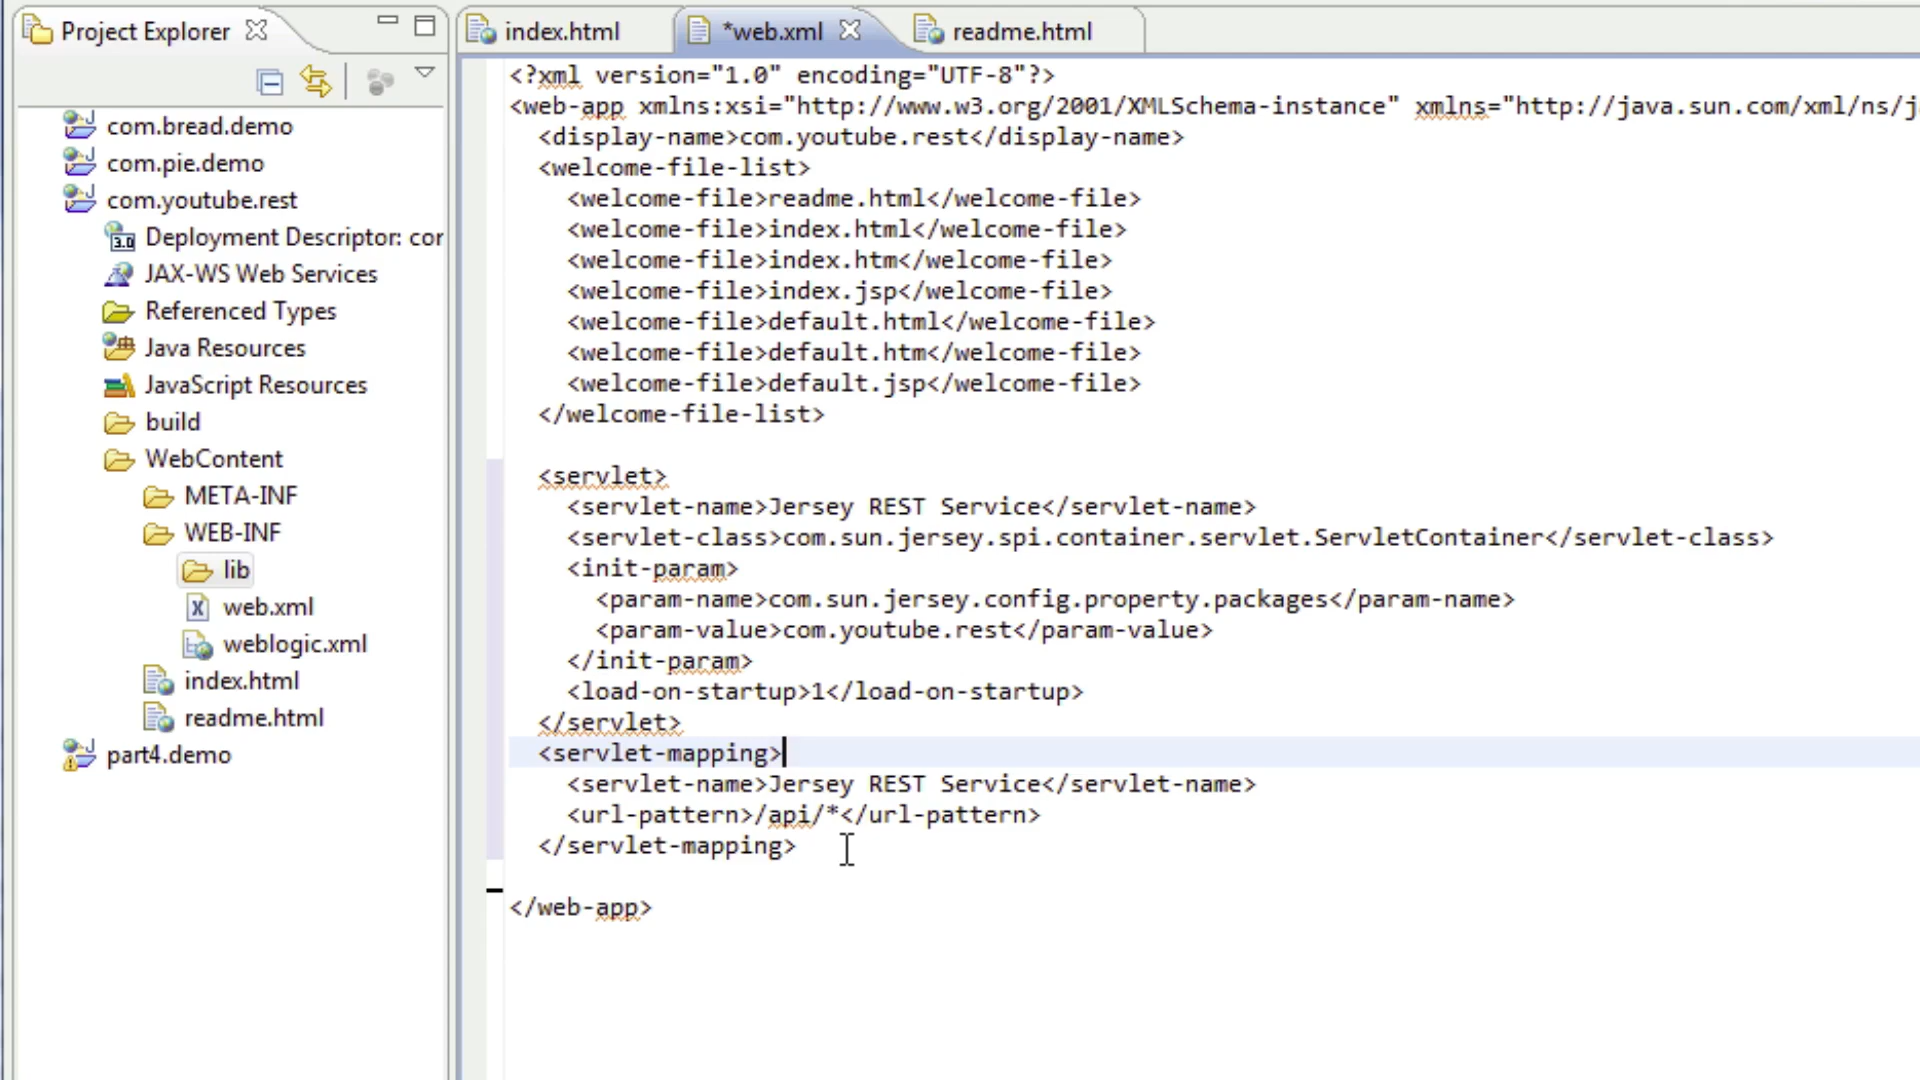 Project Explorer
com.bread.demo
com.pie.demo
com.youtube.rest
3.0
Deployment Descriptor: cor
JAX-WS Web Services
Referenced Types
Java Resources
JavaScript Resources
build
WebContent
META-INF
WEB-INF
lib
X
web.xml
weblogic.xml
index.html
readme.html
part4.demo
index.html
*web.xml
readme.html
<?xml version="1.0" encoding="UTF-8"?>
<web-app xmlns:xsi="http://www.w3.org/2001/XMLSchema-instance" xmlns="http://java.sun.com/xml/ns/j
<display-name>com.youtube.rest</display-name>
<welcome-file-list>
<welcome-file>readme.html</welcome-file>
<welcome-file>index.html</welcome-file>
<welcome-file>index.htm</welcome-file>
<welcome-file>index.jsp</welcome-file>
<welcome-file>default.html</welcome-file>
<welcome-file>default.htm</welcome-file>
<welcome-file>default.jsp</welcome-file>
</welcome-file-list>
<servlet>
<servlet-name>Jersey REST Service</servlet-name>
<servlet-class>com.sun.jersey.spi.container.servlet.ServletContainer</servlet-class>
<init-param>
<param-name>com.sun.jersey.config.property.packages</param-name>
<param-value>com.youtube.rest</param-value>
</init-param>
<load-on-startup>1</load-on-startup>
</servlet>
<servlet-mapping>
<servlet-name>Jersey REST Service</servlet-name>
<url-pattern>/api/*</url-pattern>
</servlet-mapping>
</web-app>